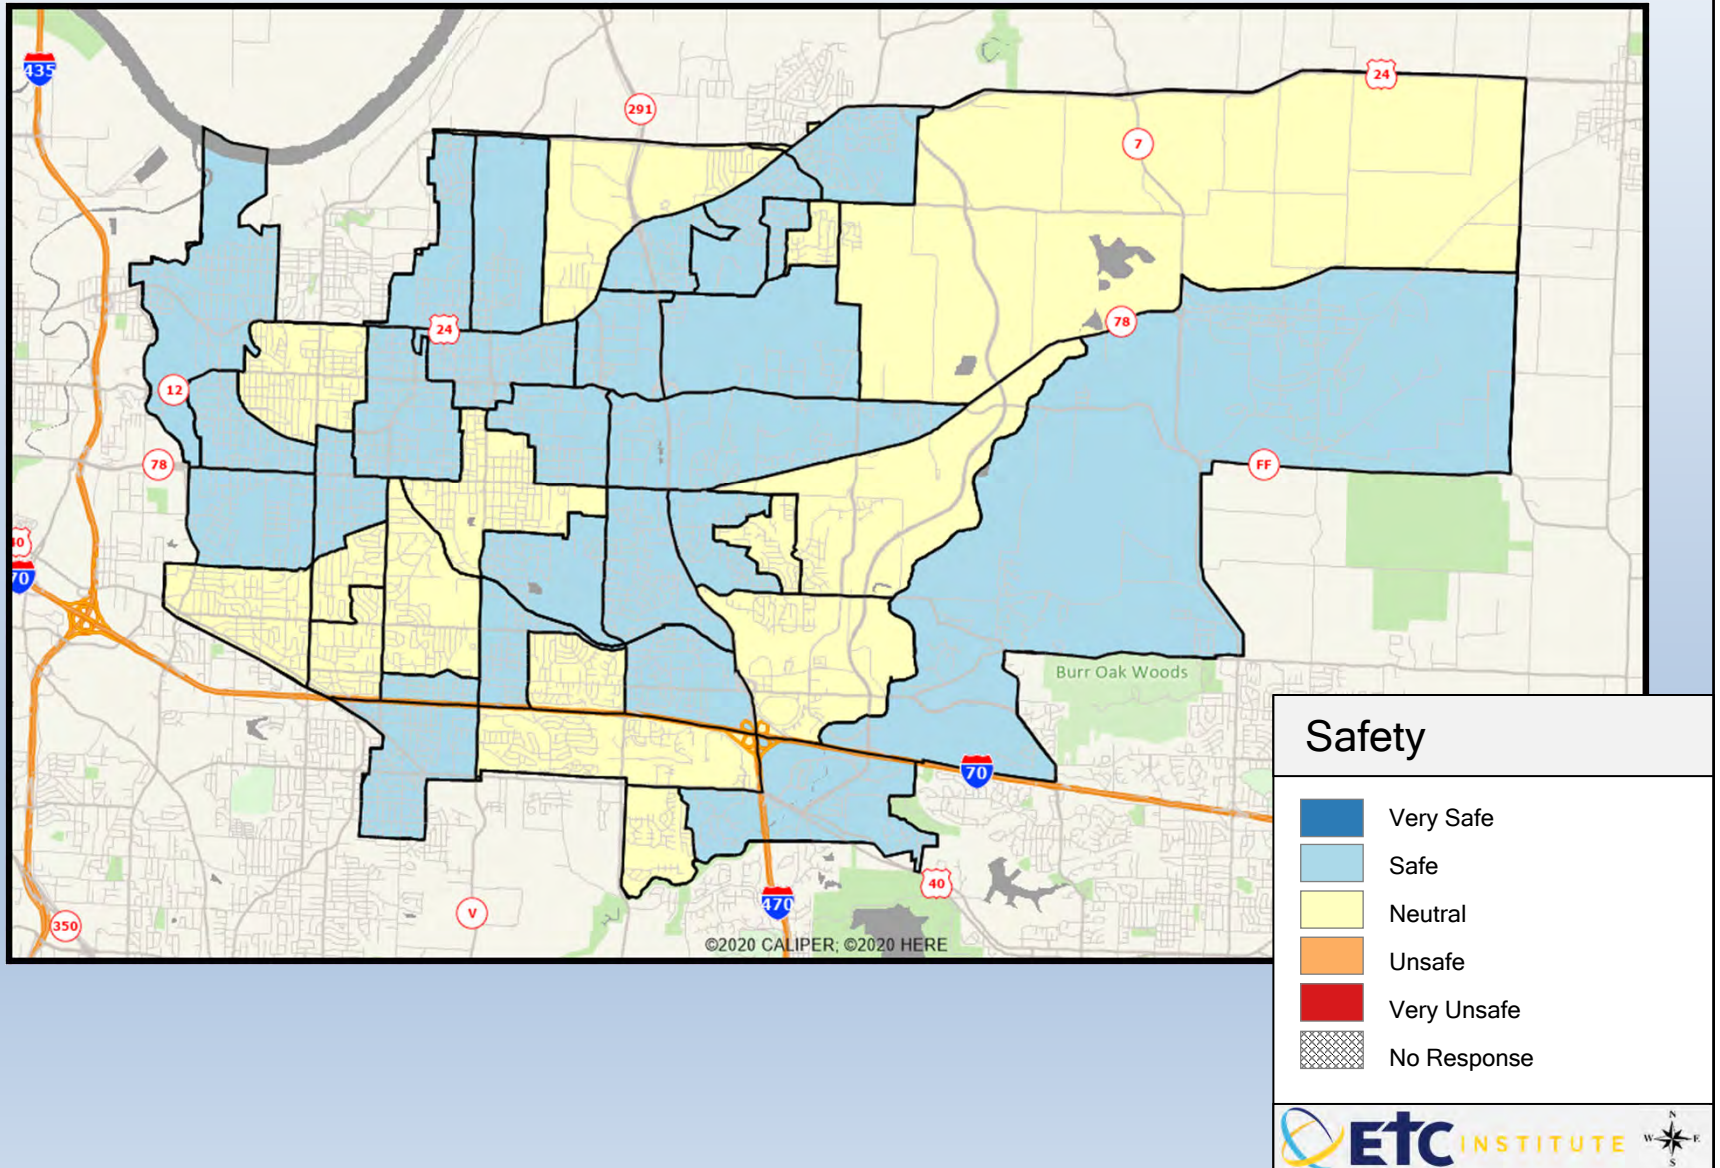 435
291
24
7
24
78
12
78
FF
40
70
Burr Oak Woods
Safety
70
Very Safe
Safe
40
470
V
Neutral
350
©2020 CALIPER; ©2020 HERE
Unsafe
Very Unsafe
No Response
N
W E
S
ETC INSTITUTE